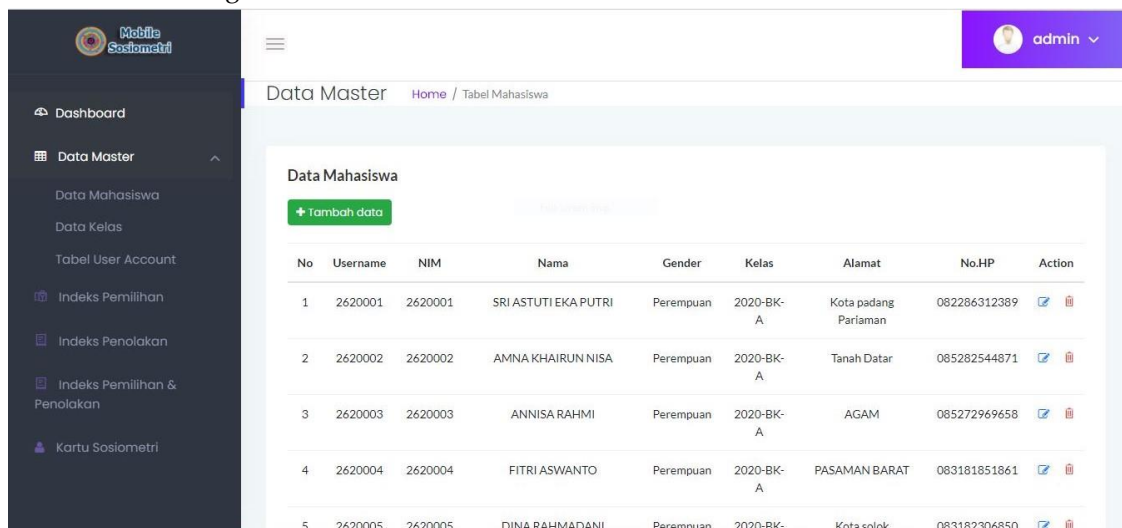 Mobile
Sosiometri
admin
Data Master Home / Tabel Mahasiswa
Dashboard
Data Master
Data Mahasiswa
Data Kelas
Tabel User Account
Indeks Pemilihan
Indeks Penolakan
Indeks Pemilihan &
Penolakan
Kartu Sosiometri
Data Mahasiswa
+ Tambah data
No Username NIM Nama Gender Kelas Alamat No.HP Action
1 2620001 2620001 SRI ASTUTI EKA PUTRI Perempuan 2020-BK- Kota padang 082286312389
A Pariaman
2 2620002 2620002 AMNA KHAIRUN NISA Perempuan 2020-BK- Tanah Datar 085282544871
A
3 2620003 2620003 ANNISA RAHMI Perempuan 2020-BK- AGAM 085272969658
A
4 2620004 2620004 FITRI ASWANTO Perempuan 2020-BK- PASAMAN BARAT 083181851861
A
5 2620005 2620005 DINA RAHMADANI Perempuan 2020-BK- Kota solok 083182306850